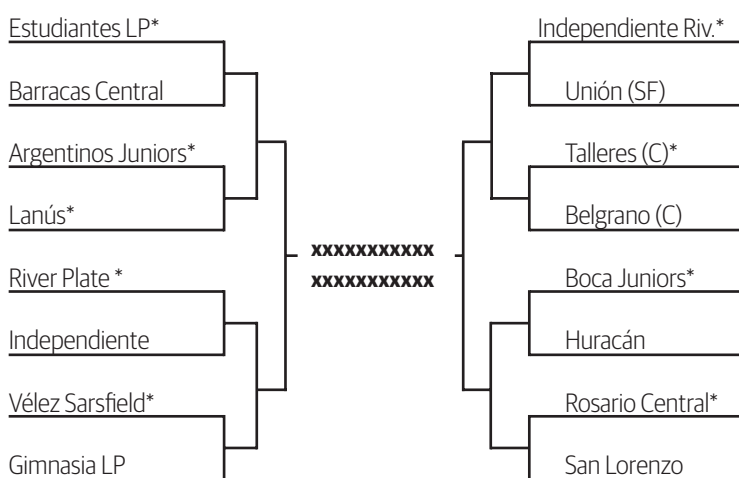 Estudiantes LP*
Barracas Central
Argentinos Juniors*
Lanús*
River Plate *
Independiente
Vélez Sarsfield*
Gimnasia LP
xxxxxxxxxxx
xxxxxxxxxxx
Independiente Riv.*
Unión (SF)
Talleres (C)*
Belgrano (C)
Boca Juniors*
Huracán
Rosario Central*
San Lorenzo